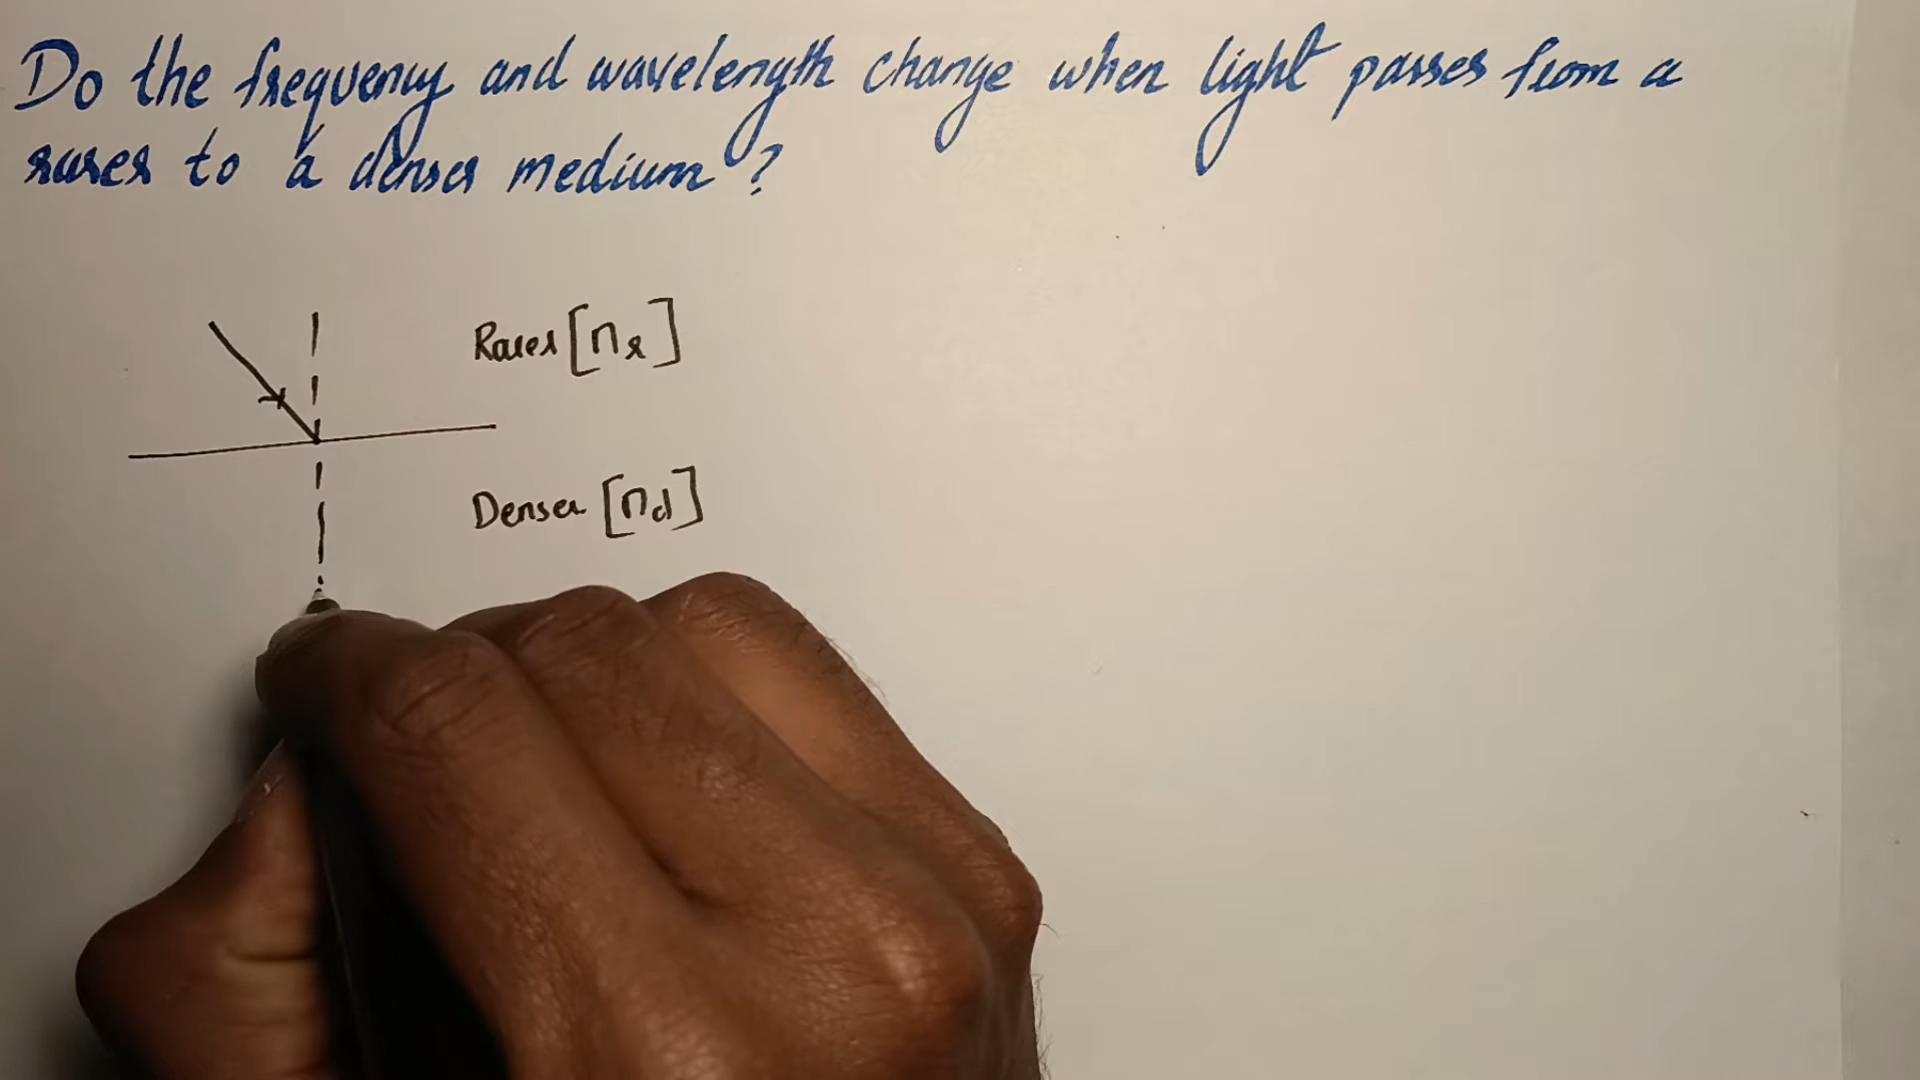 Do the frequency and wavelength change when light passes from a
rarer to a denser medium?
Rarer [nr]
Denser [nd]